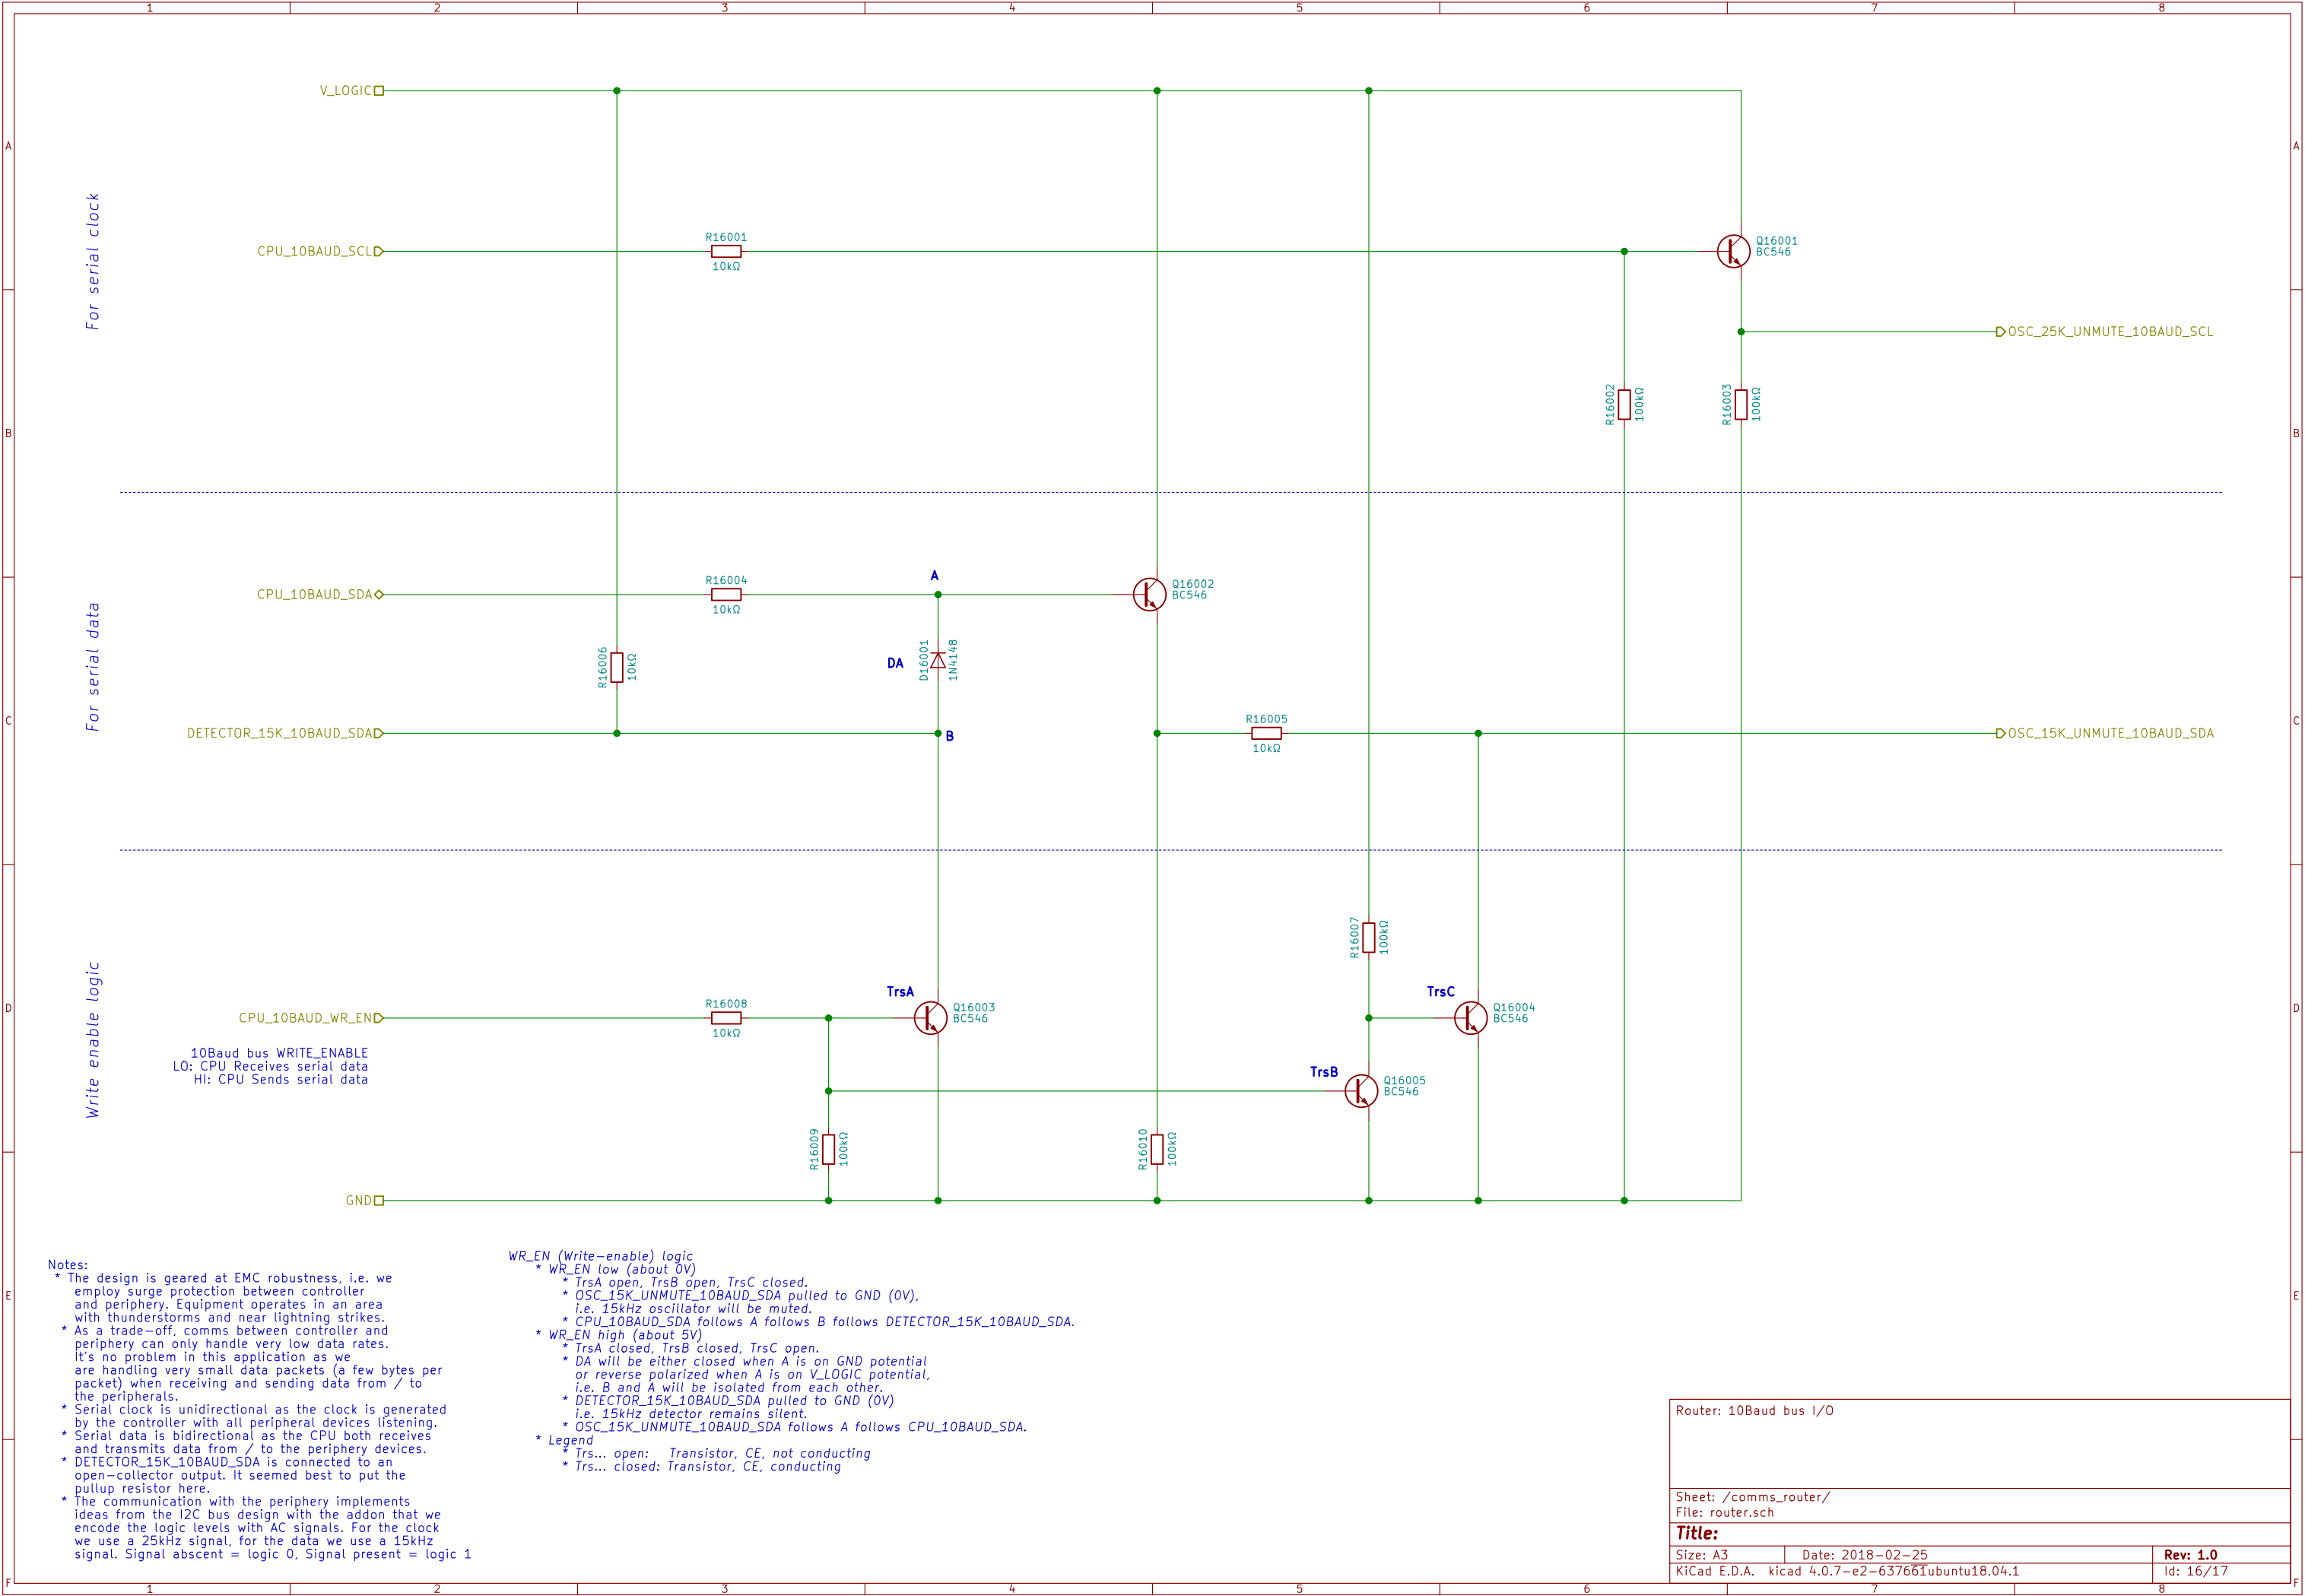 1 2 3 4 5 6 7 8
A A
B B
C C
D D
E E
F F
V_LOGIC
For serial clock
CPU_10BAUD_SCL
R16001
10kΩ
Q16001
BC546
OSC_25K_UNMUTE_10BAUD_SCL
R16002
100kΩ
R16003
100kΩ
For serial data
CPU_10BAUD_SDA
R16004
10kΩ
A
Q16002
BC546
R16006
10kΩ
DA
D16001
1N4148
DETECTOR_15K_10BAUD_SDA
B
R16005
10kΩ
OSC_15K_UNMUTE_10BAUD_SDA
Write enable logic
R16007
100kΩ
CPU_10BAUD_WR_EN
R16008
10kΩ
TrsA
Q16003
BC546
TrsC
Q16004
BC546
10Baud bus WRITE_ENABLE
LO: CPU Receives serial data
HI: CPU Sends serial data
TrsB
Q16005
BC546
R16009
100kΩ
R16010
100kΩ
GND
Notes:
* The design is geared at EMC robustness, i.e. we
employ surge protection between controller
and periphery. Equipment operates in an area
with thunderstorms and near lightning strikes.
* As a trade-off, comms between controller and
periphery can only handle very low data rates.
It's no problem in this application as we
are handling very small data packets (a few bytes per
packet) when receiving and sending data from / to
the peripherals.
* Serial clock is unidirectional as the clock is generated
by the controller with all peripheral devices listening.
* Serial data is bidirectional as the CPU both receives
and transmits data from / to the periphery devices.
* DETECTOR_15K_10BAUD_SDA is connected to an
open-collector output. It seemed best to put the
pullup resistor here.
* The communication with the periphery implements
ideas from the I2C bus design with the addon that we
encode the logic levels with AC signals. For the clock
we use a 25kHz signal, for the data we use a 15kHz
signal. Signal abscent = logic 0, Signal present = logic 1
WR_EN (Write-enable) logic
* WR_EN low (about 0V)
* TrsA open, TrsB open, TrsC closed.
* OSC_15K_UNMUTE_10BAUD_SDA pulled to GND (0V),
i.e. 15kHz oscillator will be muted.
* CPU_10BAUD_SDA follows A follows B follows DETECTOR_15K_10BAUD_SDA.
* WR_EN high (about 5V)
* TrsA closed, TrsB closed, TrsC open.
* DA will be either closed when A is on GND potential
or reverse polarized when A is on V_LOGIC potential,
i.e. B and A will be isolated from each other.
* DETECTOR_15K_10BAUD_SDA pulled to GND (0V)
i.e. 15kHz detector remains silent.
* OSC_15K_UNMUTE_10BAUD_SDA follows A follows CPU_10BAUD_SDA.
* Legend
* Trs... open: Transistor, CE, not conducting
* Trs... closed: Transistor, CE, conducting
Router: 10Baud bus I/O
Sheet: /comms_router/
File: router.sch
Title:
Size: A3 Date: 2018-02-25 Rev: 1.0
KiCad E.D.A. kicad 4.0.7-e2-637661ubuntu18.04.1 Id: 16/17
1 2 3 4 5 6 7 8